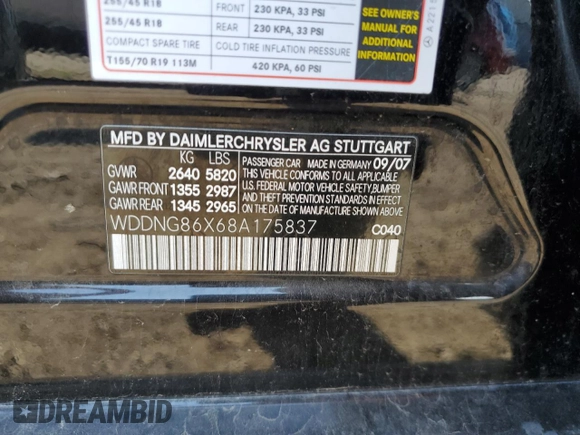 255/45 R18 FRONT 230 KPA, 33 PSI
255/45 R18 REAR 230 KPA, 33 PSI
COMPACT SPARE TIRE COLD TIRE INFLATION PRESSURE
T155/70 R19 113M 420 KPA, 60 PSI
SEE OWNER'S
MANUAL FOR
ADDITIONAL
INFORMATION
MFD BY DAIMLERCHRYSLER AG STUTTGART
KG LBS
GVWR 2640 5820
GAWR FRONT 1355 2987
GAWR REAR 1345 2965
PASSENGER CAR MADE IN GERMANY 09/07
THIS VEHICLE CONFORMS TO ALL APPLICABLE
U.S. FEDERAL MOTOR VEHICLE SAFETY, BUMPER,
AND THEFT PREVENTION STANDARDS IN EFFECT
ON THE DATE OF MANUFACTURE SHOWN ABOVE.
WDDNG86X68A175837 C040
DREAMBID